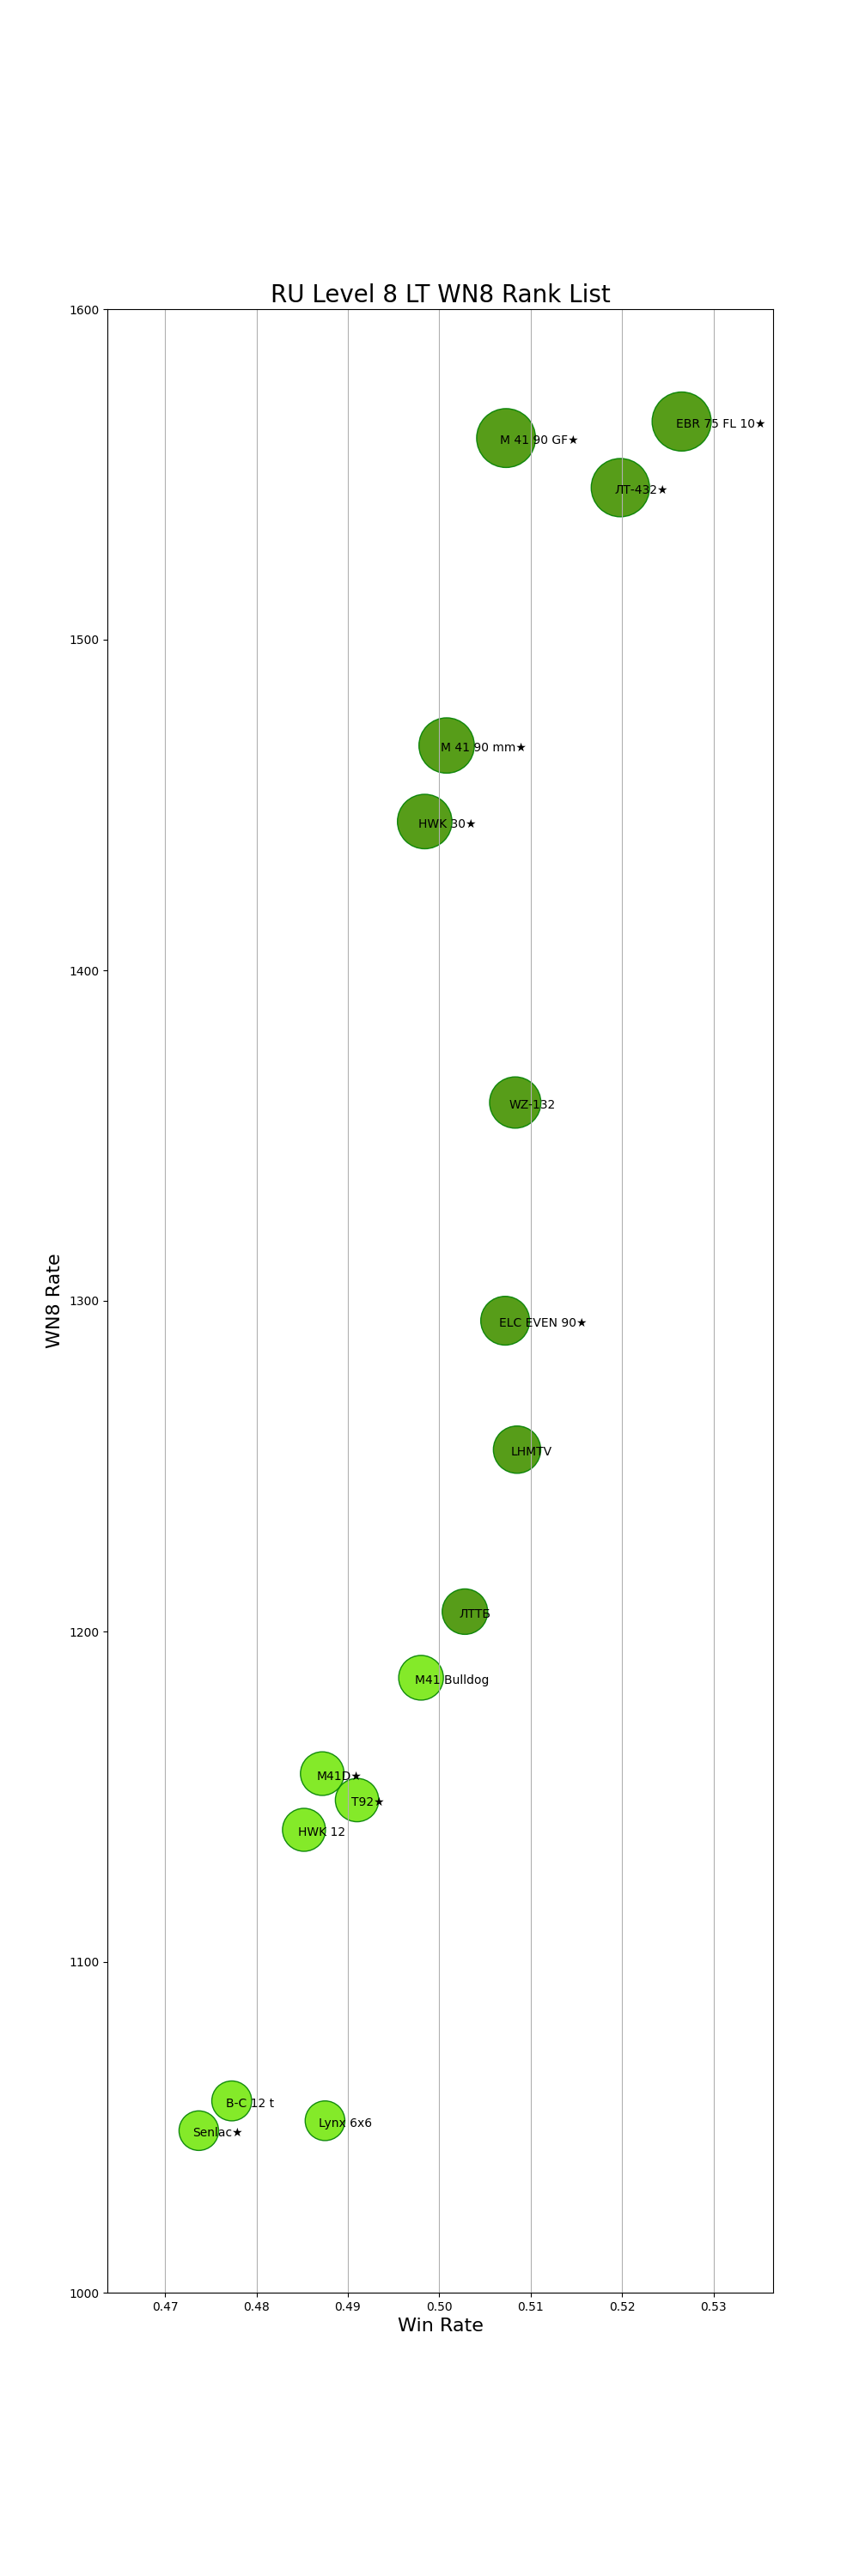 RU Level 8 LT WN8 Rank List
1600
EBR 75 FL 10★
M 41 90 GF★
ЛТ-432★
1500
M 41 90 mm★
HWK 30★
1400
WZ-132
1300
ELC EVEN 90★
WN8 Rate
LHMTV
1200
ЛТТБ
M41 Bulldog
M41D★
T92★
HWK 12
1100
B-C 12 t
Lynx 6x6
Senlac★
1000
0.47 0.48 0.49 0.50 0.51 0.52 0.53
Win Rate